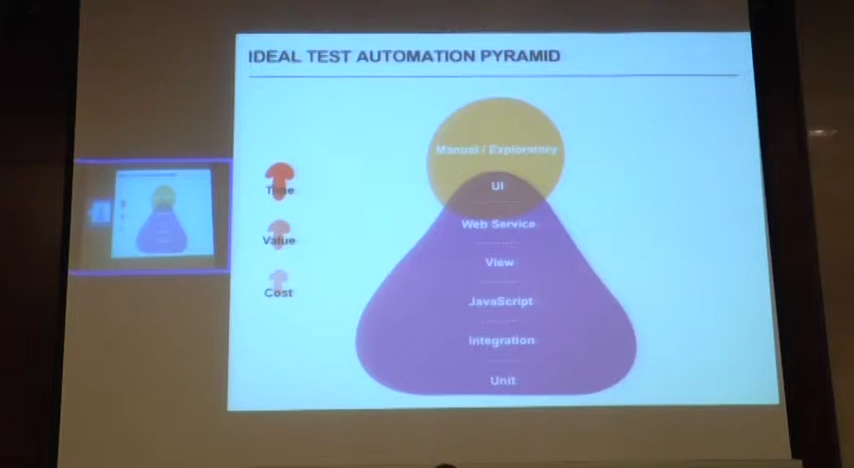 IDEAL TEST AUTOMATION PYRAMID
Manual / Exploratory
UI
Web Service
View
JavaScript
Integration
Unit
Time
Value
Cost